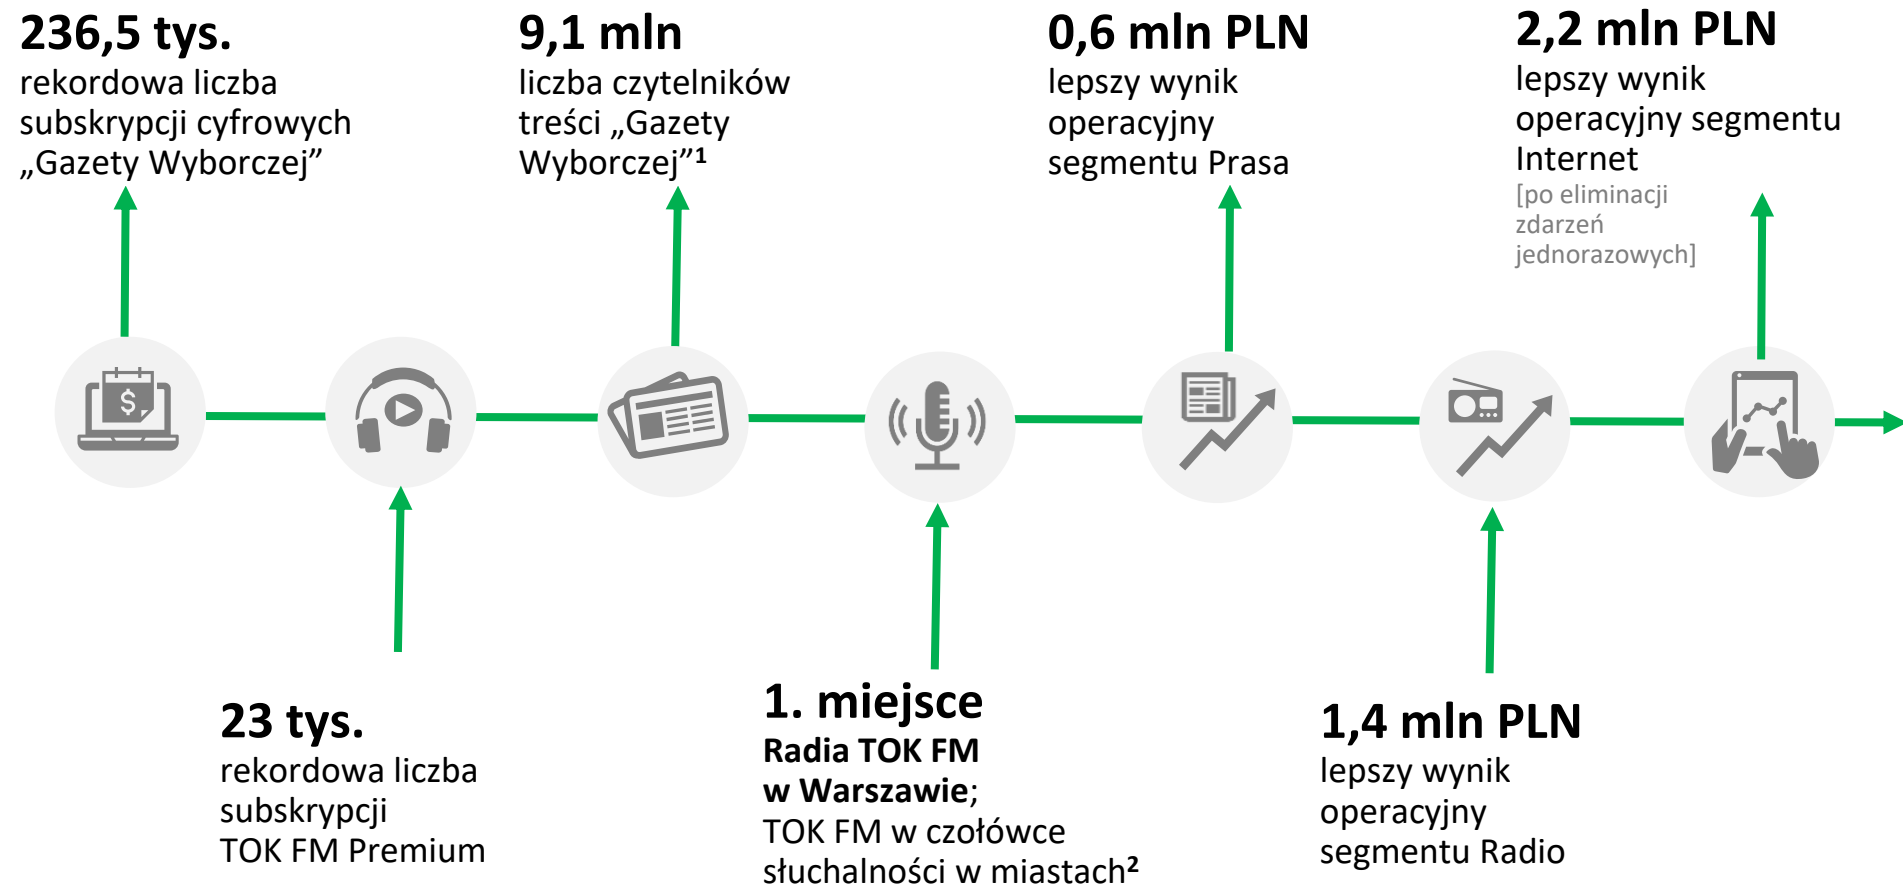 236,5 tys.
rekordowa liczba
subskrypcji cyfrowych
„Gazety Wyborczej”
9,1 mln
liczba czytelników
treści „Gazety
Wyborczej”¹
0,6 mln PLN
lepszy wynik
operacyjny
segmentu Prasa
2,2 mln PLN
lepszy wynik
operacyjny segmentu
Internet
[po eliminacji
zdarzeń
jednorazowych]
$
23 tys.
rekordowa liczba
subskrypcji
TOK FM Premium
1. miejsce
Radia TOK FM
w Warszawie;
TOK FM w czołówce
słuchalności w miastach²
1,4 mln PLN
lepszy wynik
operacyjny
segmentu Radio